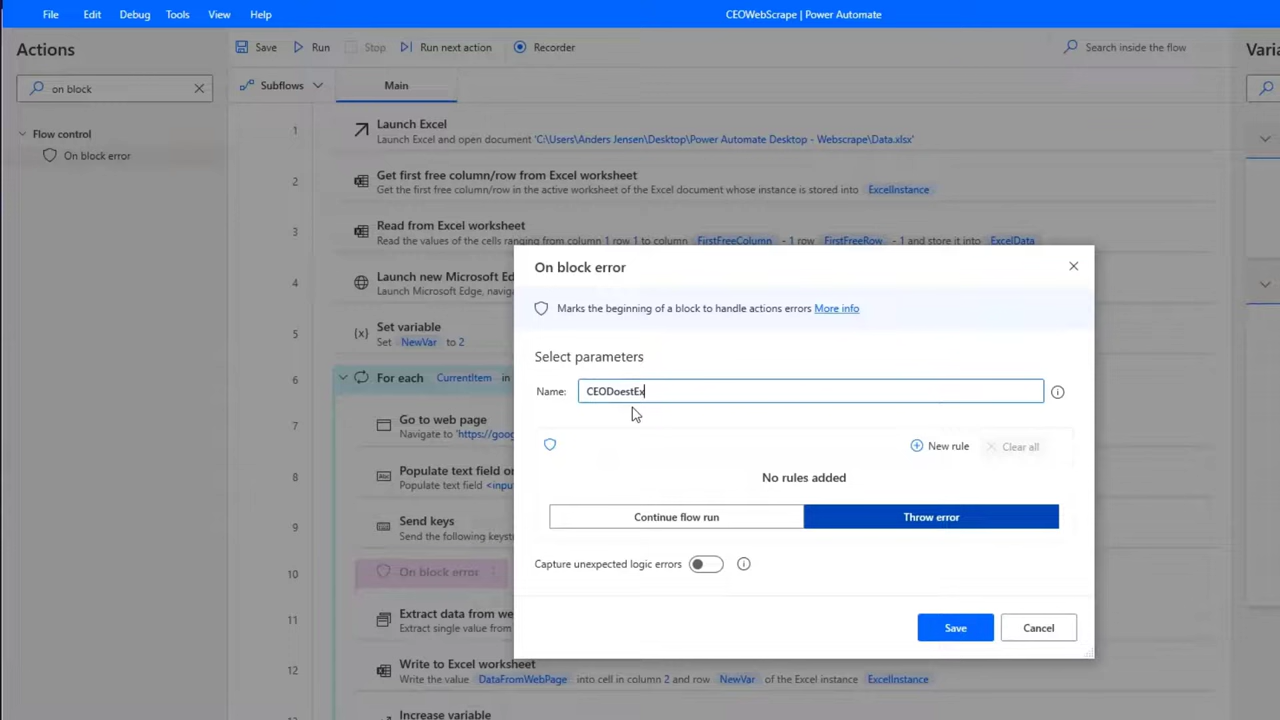 File Edit Debug Tools View Help CEOWebScrape | Power Automate
Actions
Save Run Stop Run next action Recorder Search inside the flow
Varia
on block
Subflows Main
Flow control
On block error
1 Launch Excel
Launch Excel and open document 'C:\Users\Anders Jensen\Desktop\Power Automate Desktop - Webscrape\Data.xlsx'
2 Get first free column/row from Excel worksheet
Get the first free column/row in the active worksheet of the Excel document whose instance is stored into ExcelInstance
3 Read from Excel worksheet
Read the values of the cells ranging from column 1 row 1 to column FirstFreeColumn - 1 row FirstFreeRow - 1 and store it into ExcelData
4 Launch new Microsoft Ed
Launch Microsoft Edge, navig
5 {x} Set variable
Set NewVar to 2
6 For each CurrentItem in
7 Go to web page
Navigate to 'https://goog
8 Populate text field on
Populate text field <inpu
9 Send keys
Send the following keyst
10 On block error
11 Extract data from we
Extract single value from
12 Write to Excel worksheet
Write the value DataFromWebPage into cell in column 2 and row NewVar of the Excel instance ExcelInstance
Increase variable
On block error
Marks the beginning of a block to handle actions errors More info
Select parameters
Name: CEODoestEx
New rule Clear all
No rules added
Continue flow run Throw error
Capture unexpected logic errors
Save Cancel